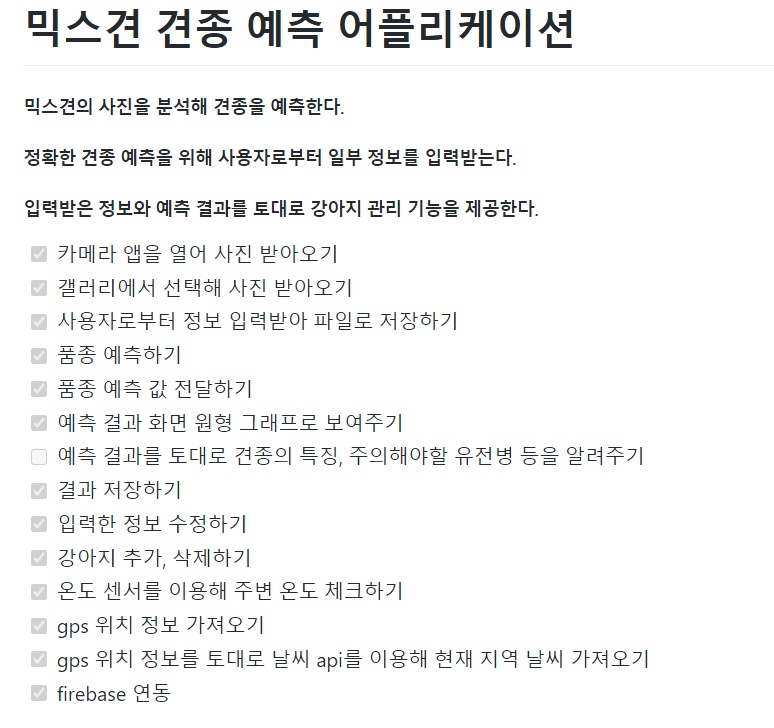 믹스견 견종 예측 어플리케이션
믹스견의 사진을 분석해 견종을 예측한다.
정확한 견종 예측을 위해 사용자로부터 일부 정보를 입력받는다.
입력받은 정보와 예측 결과를 토대로 강아지 관리 기능을 제공한다.
카메라 앱을 열어 사진 받아오기
갤러리에서 선택해 사진 받아오기
사용자로부터 정보 입력받아 파일로 저장하기
품종 예측하기
품종 예측 값 전달하기
예측 결과 화면 원형 그래프로 보여주기
예측 결과를 토대로 견종의 특징, 주의해야할 유전병 등을 알려주기
결과 저장하기
입력한 정보 수정하기
강아지 추가, 삭제하기
온도 센서를 이용해 주변 온도 체크하기
gps 위치 정보 가져오기
gps 위치 정보를 토대로 날씨 api를 이용해 현재 지역 날씨 가져오기
firebase 연동